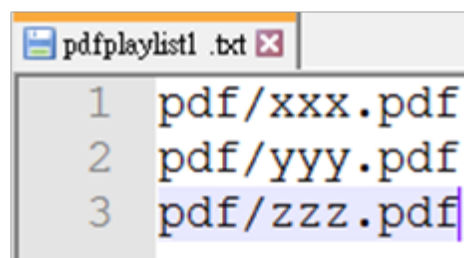 pdfplaylist1 .txt
1 pdf/xxx.pdf
2 pdf/yyy.pdf
3 pdf/zzz.pdf